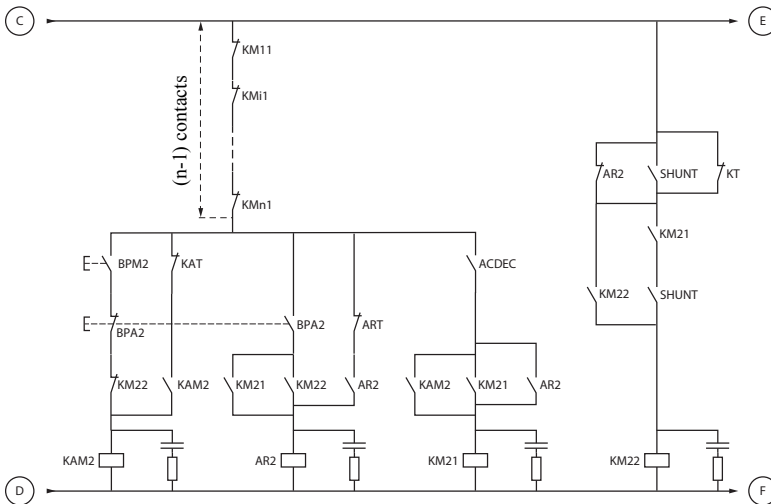 C
E
KM11
KMi1
(n-1) contacts
AR2
SHUNT
KT
KMn1
KM21
BPM2
KAT
ACDEC
KM22
SHUNT
BPA2
BPA2
ART
KM22
KAM2
KM21
KM22
AR2
KAM2
KM21
AR2
KAM2
AR2
KM21
KM22
D
F